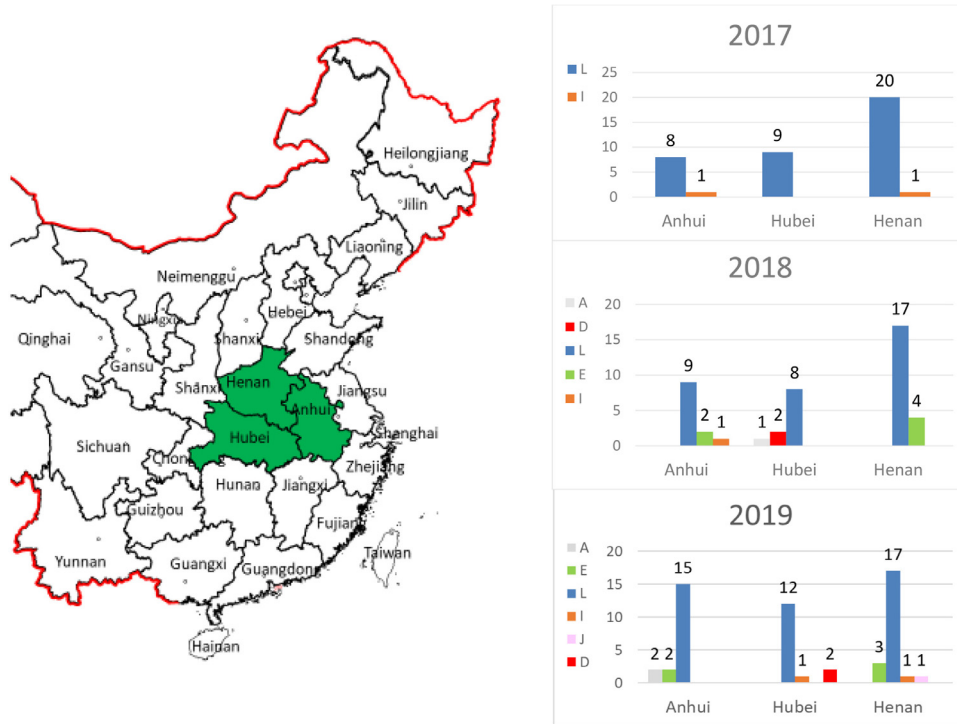 Heilongjiang
Jilin
Liaoning
Neimenggu
Hebei
Ningxu
Qinghai
Shanxi
Shandong
Gansu
Shanxi
Henan
Jiangsu
Anhui
Hubei
Shanghai
Sichuan
Zhejiang
Hunan
Jiangxi
Guizhou
Fujian
Taiwan
Yunnan
Guangxi
Guangdong
Hainan
2017
L
I
25
20
15
10
5
0
8
1
9
20
1
Anhui Hubei Henan
2018
A
D
L
E
I
20
15
10
5
0
9
2
1
1
2
8
17
4
Anhui Hubei Henan
2019
A
E
L
I
J
D
20
15
10
5
0
2 2
15
12
1
2
3
17
1 1
Anhui Hubei Henan